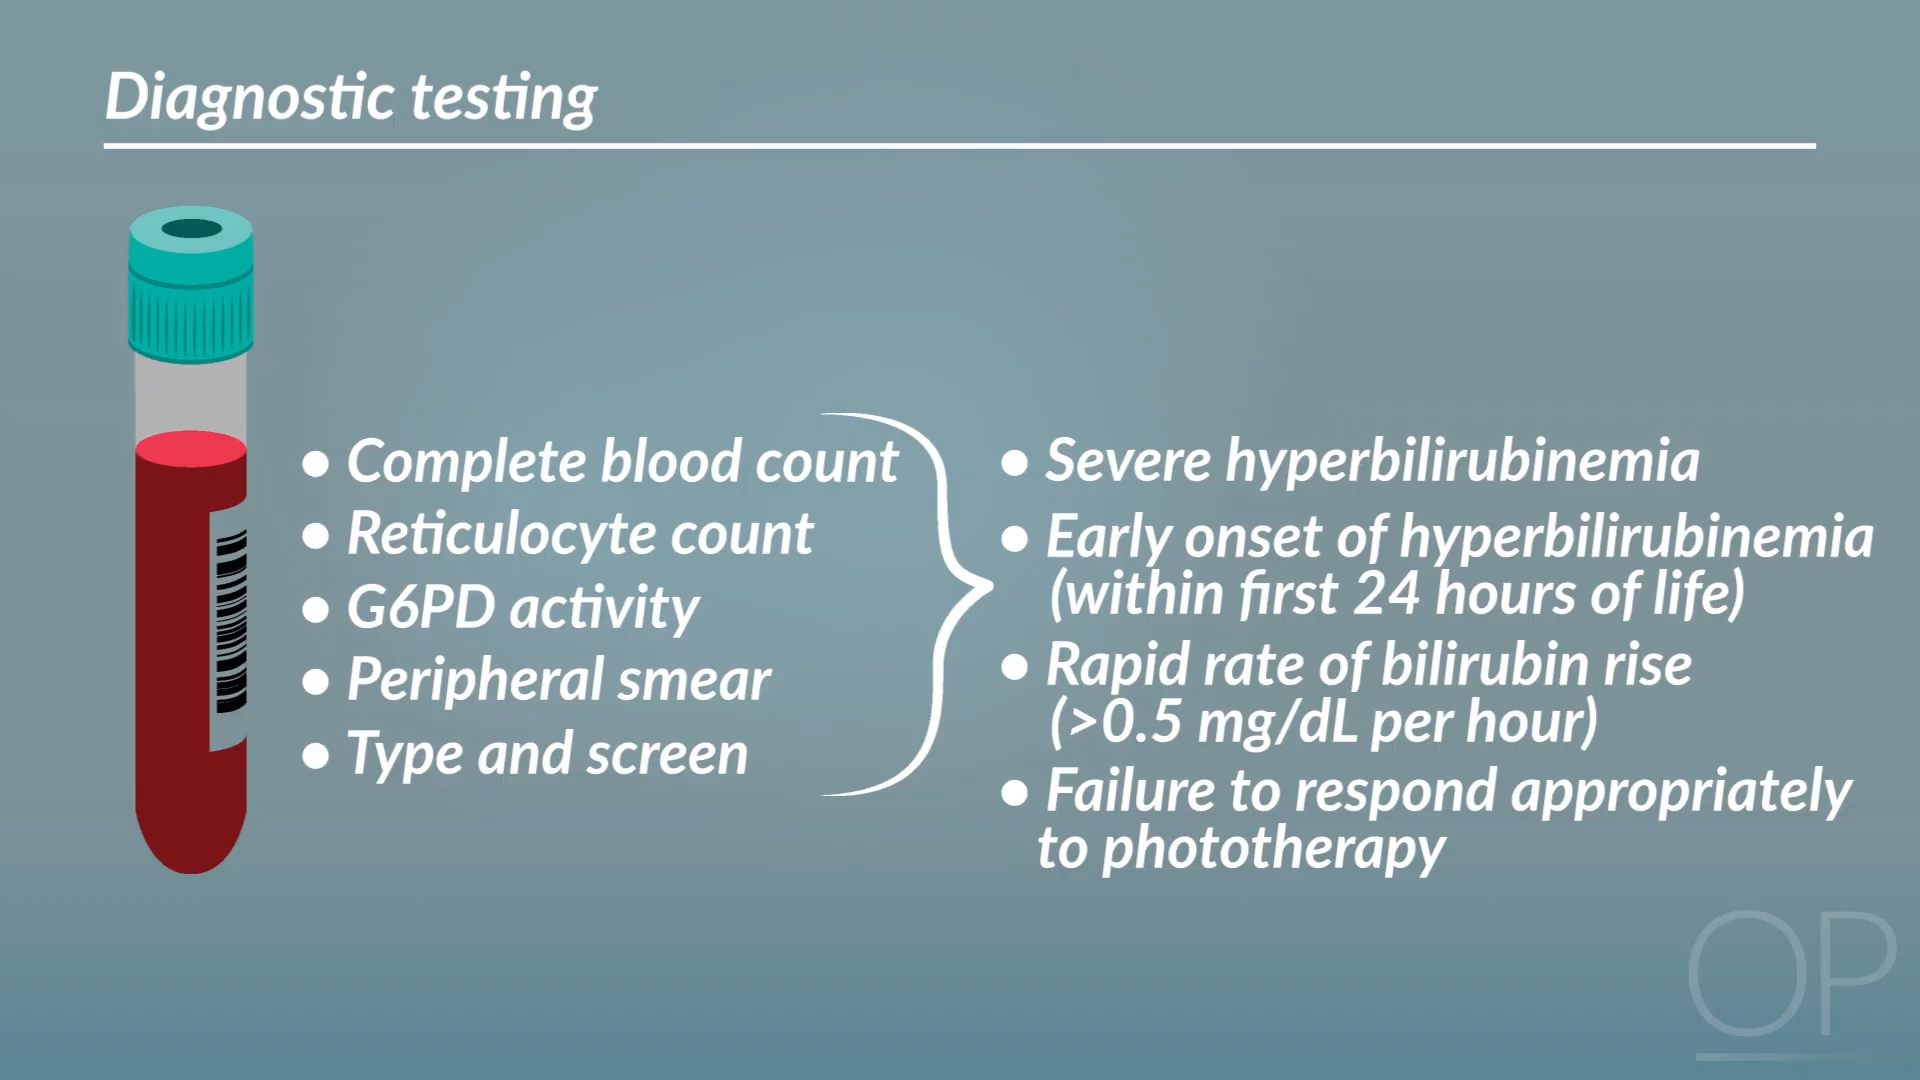 Diagnostic testing
● Complete blood count
● Reticulocyte count
● G6PD activity
● Peripheral smear
● Type and screen
● Severe hyperbilirubinemia
● Early onset of hyperbilirubinemia
(within first 24 hours of life)
● Rapid rate of bilirubin rise
(>0.5 mg/dL per hour)
● Failure to respond appropriately
to phototherapy
OP